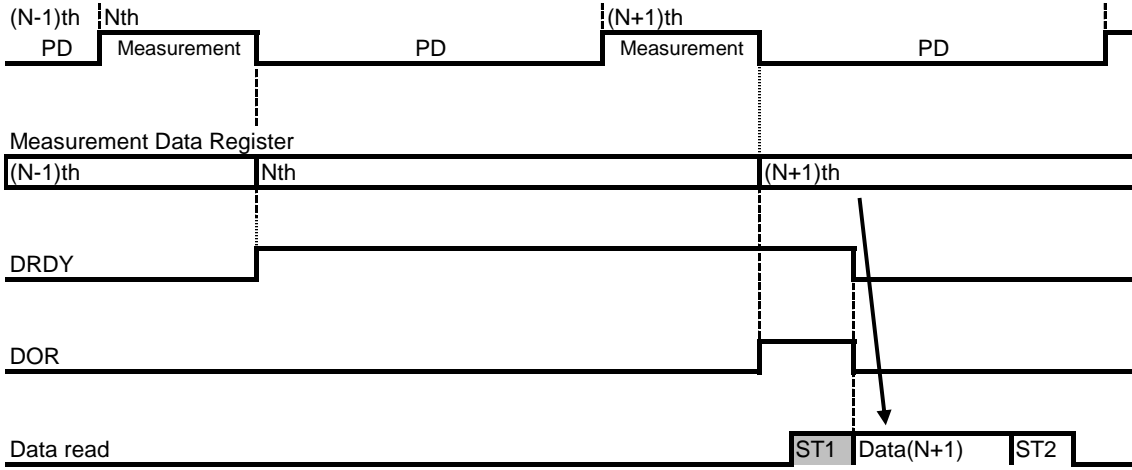 (N-1)th Nth (N+1)th
PD Measurement PD Measurement PD
Measurement Data Register
(N-1)th Nth (N+1)th
DRDY
DOR
Data read ST1 Data(N+1) ST2